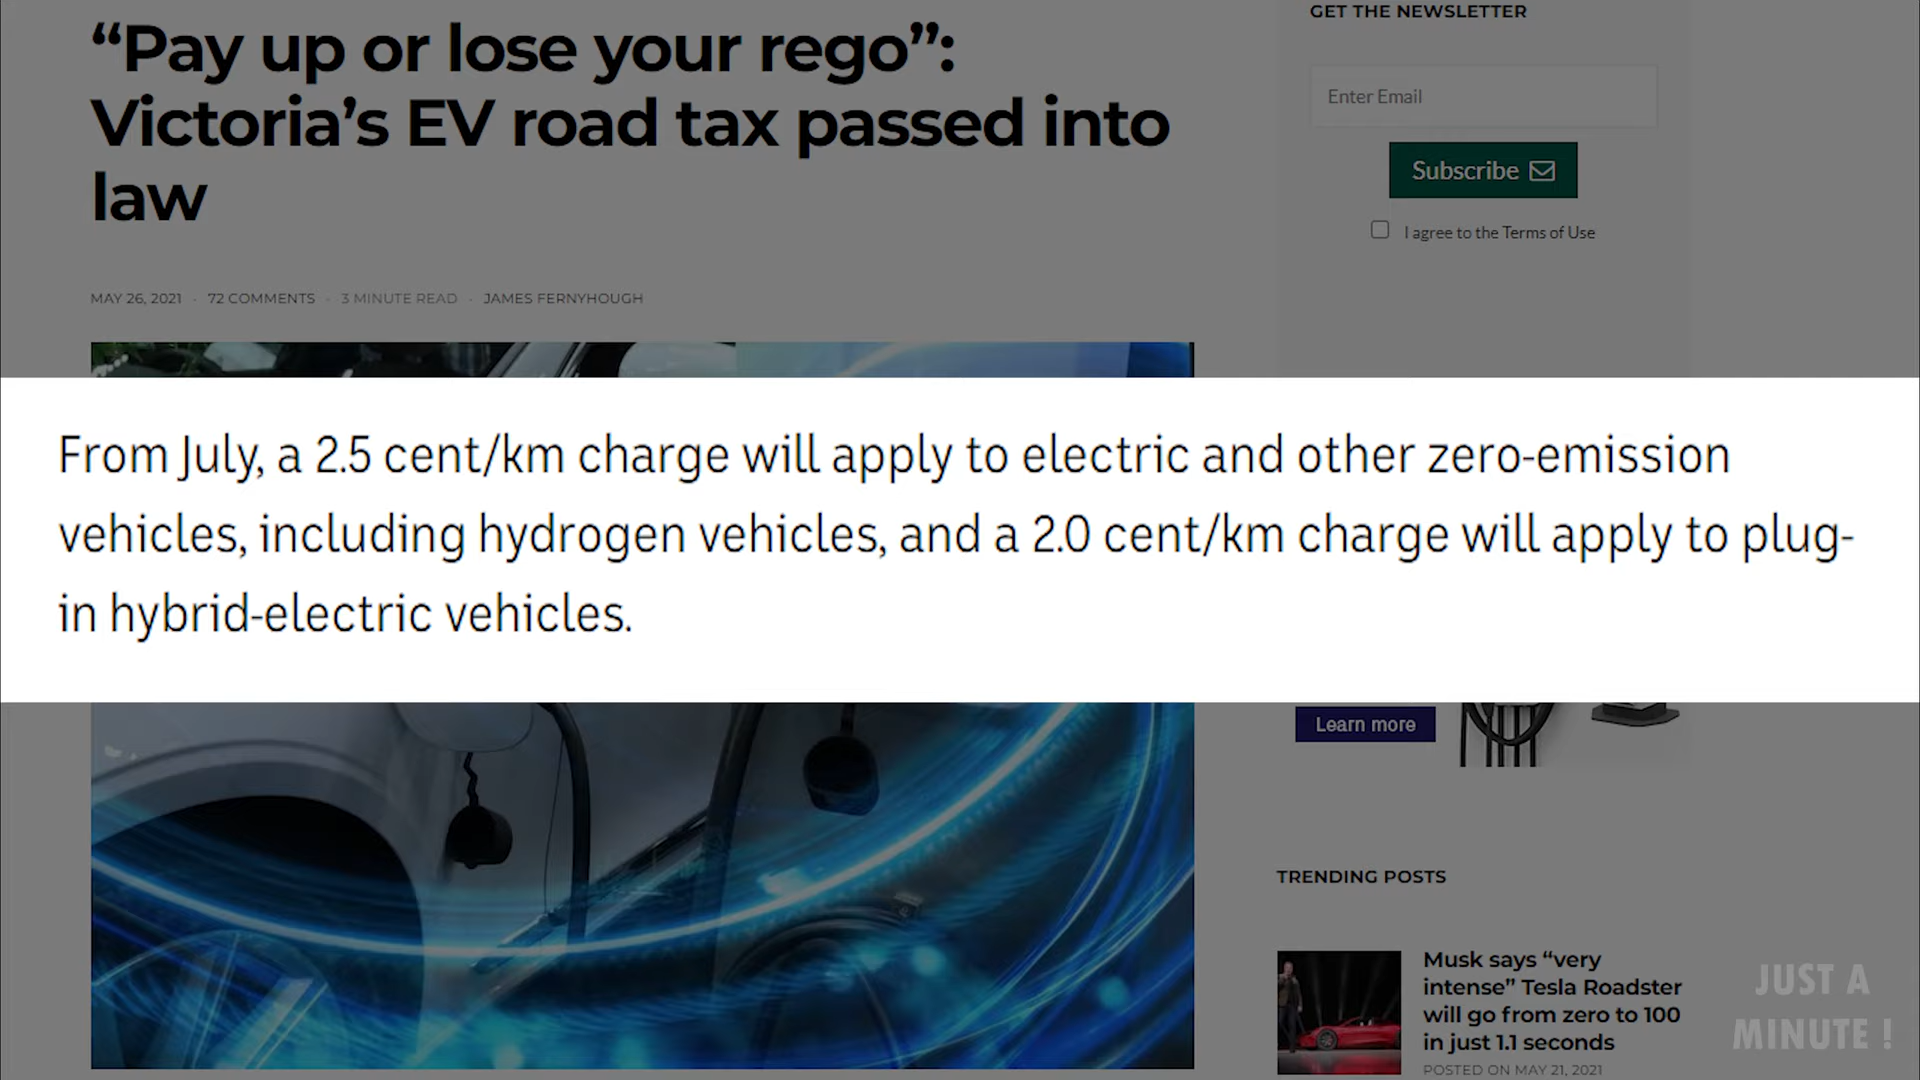 “Pay up or lose your rego”:
Victoria’s EV road tax passed into
law
MAY 26, 2021 · 72 COMMENTS · 3 MINUTE READ · JAMES FERNYHOUGH
GET THE NEWSLETTER
Enter Email
Subscribe
I agree to the Terms of Use
From July, a 2.5 cent/km charge will apply to electric and other zero-emission
vehicles, including hydrogen vehicles, and a 2.0 cent/km charge will apply to plug-
in hybrid-electric vehicles.
Learn more
TRENDING POSTS
Musk says “very
intense” Tesla Roadster
will go from zero to 100
in just 1.1 seconds
POSTED ON MAY 21, 2021
JUST A
MINUTE !